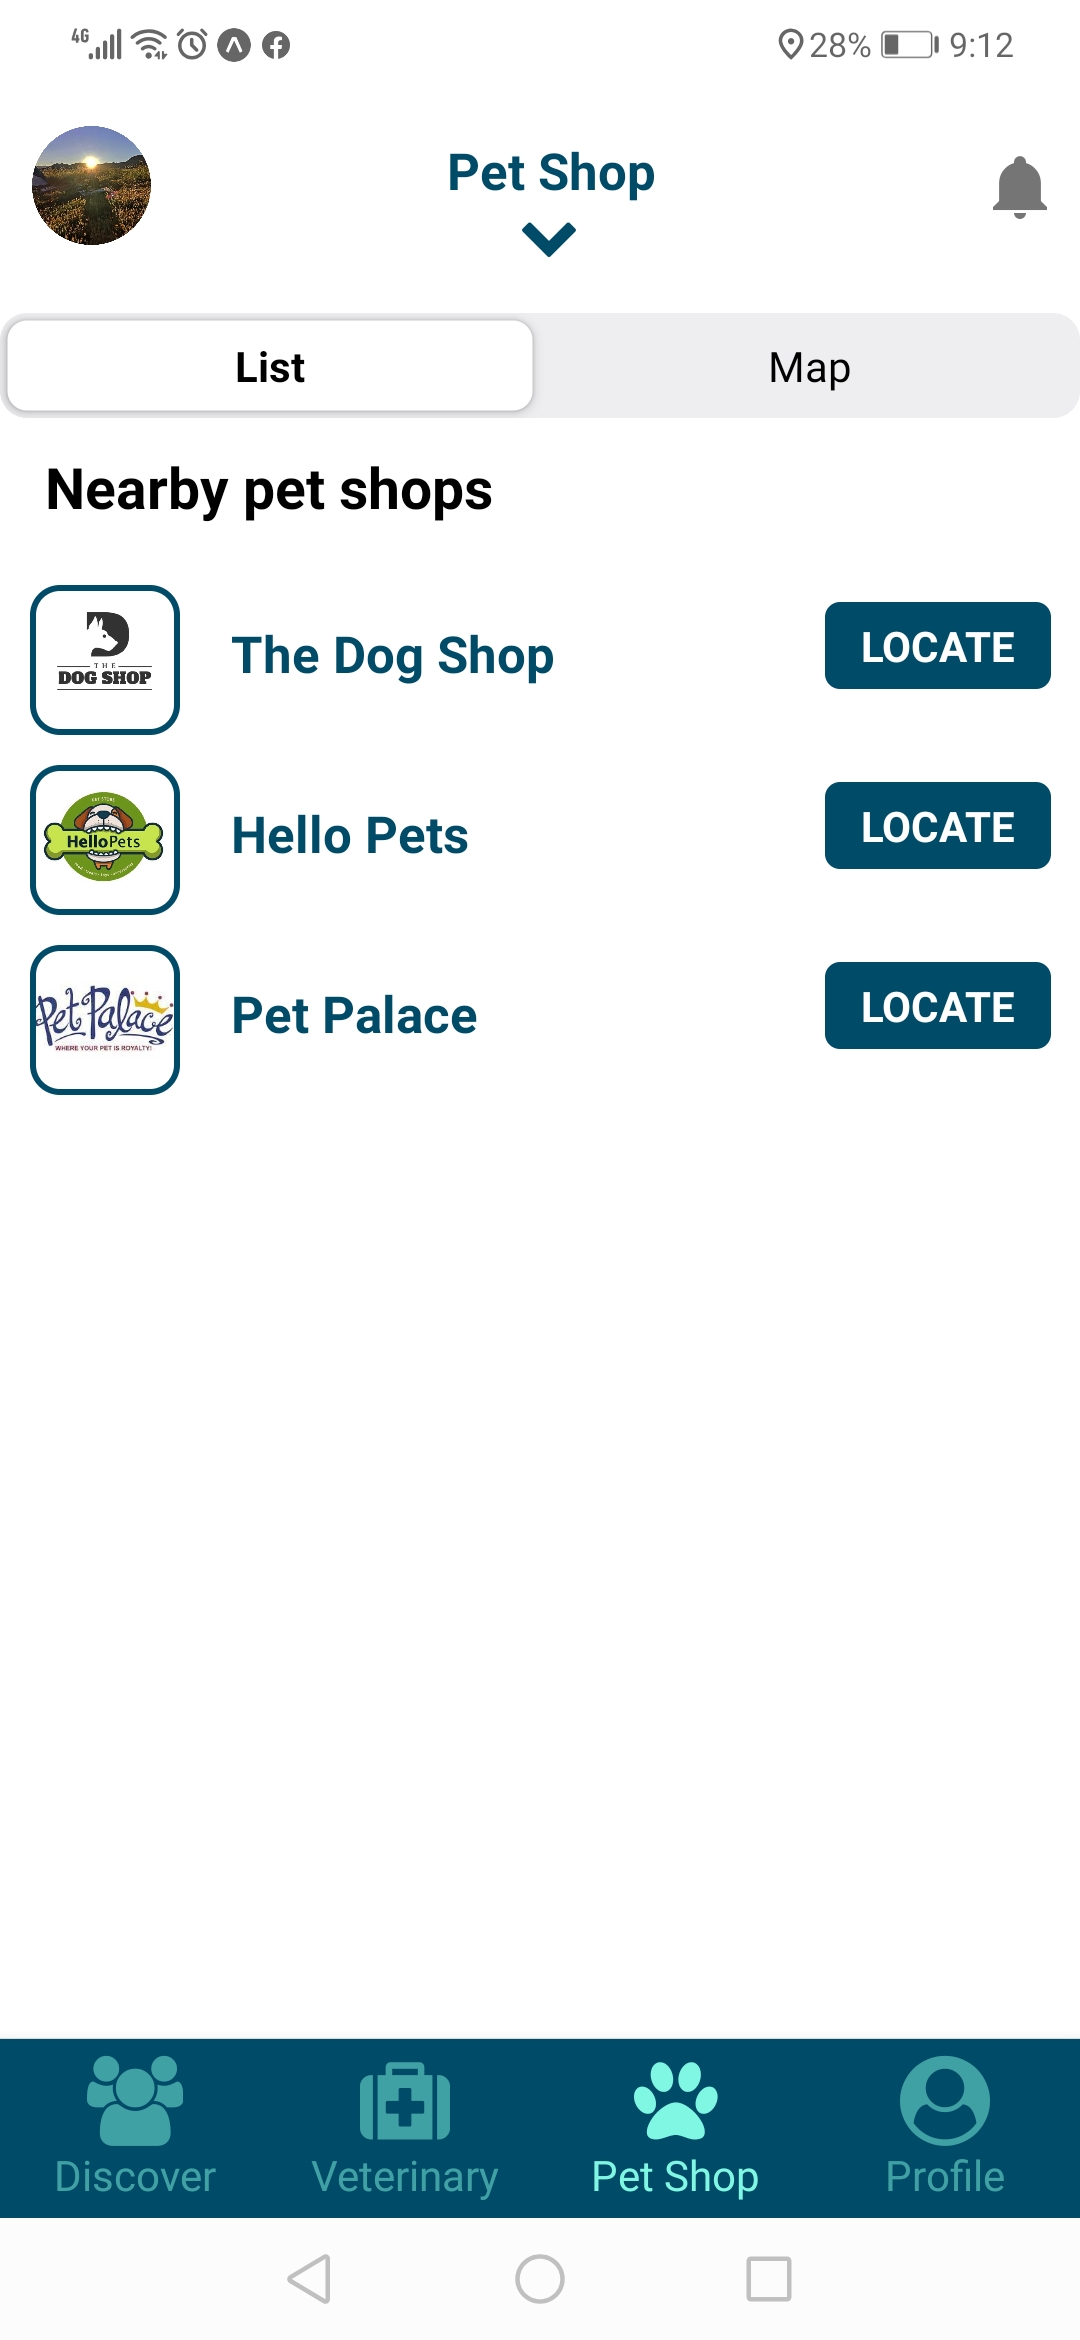 4G 28% 9:12
Pet Shop
List Map
Nearby pet shops
THE
DOG SHOP
The Dog Shop LOCATE
HelloPets
Hello Pets LOCATE
Pet Palace
WHERE YOUR PET IS ROYALTY!
Pet Palace LOCATE
Discover Veterinary Pet Shop Profile